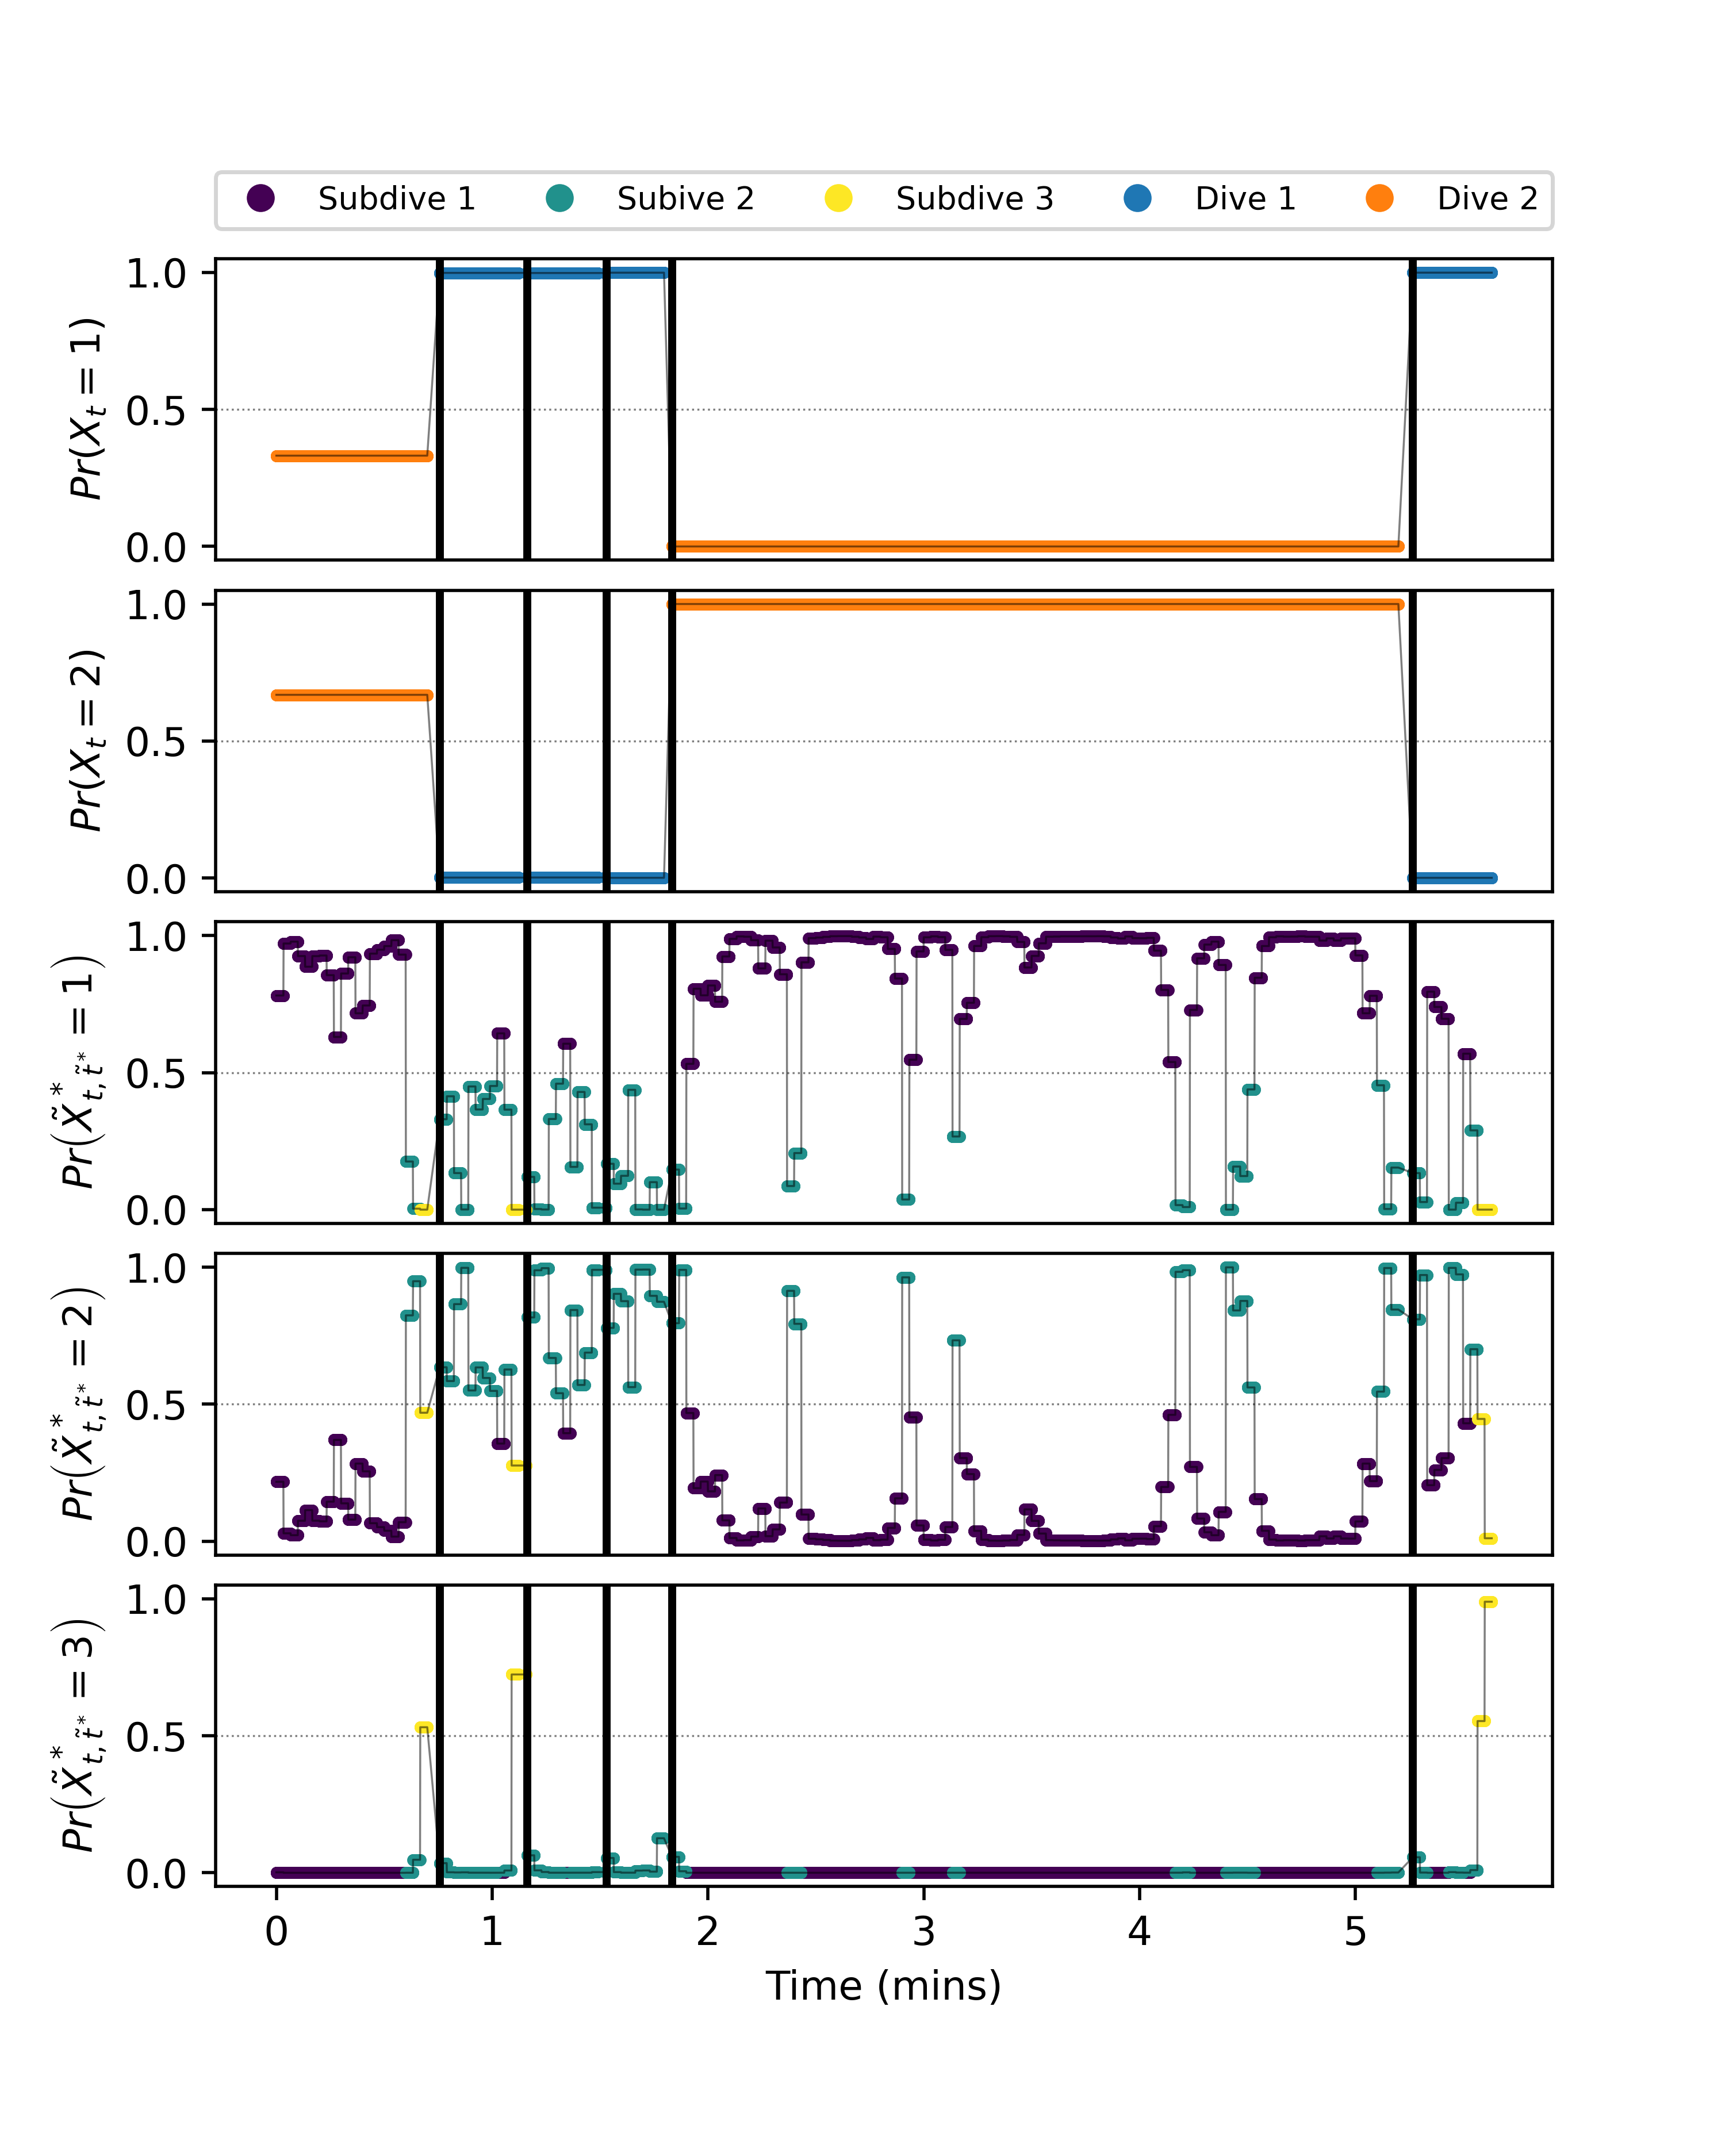 Subdive 1 Subive 2 Subdive 3 Dive 1 Dive 2
1.0
0.5
0.0
Pr(X_t = 1)
1.0
0.5
0.0
Pr(X_t = 2)
1.0
0.5
0.0
Pr(X̃*_{t, t̃*} = 1)
1.0
0.5
0.0
Pr(X̃*_{t, t̃*} = 2)
1.0
0.5
0.0
Pr(X̃*_{t, t̃*} = 3)
0 1 2 3 4 5
Time (mins)